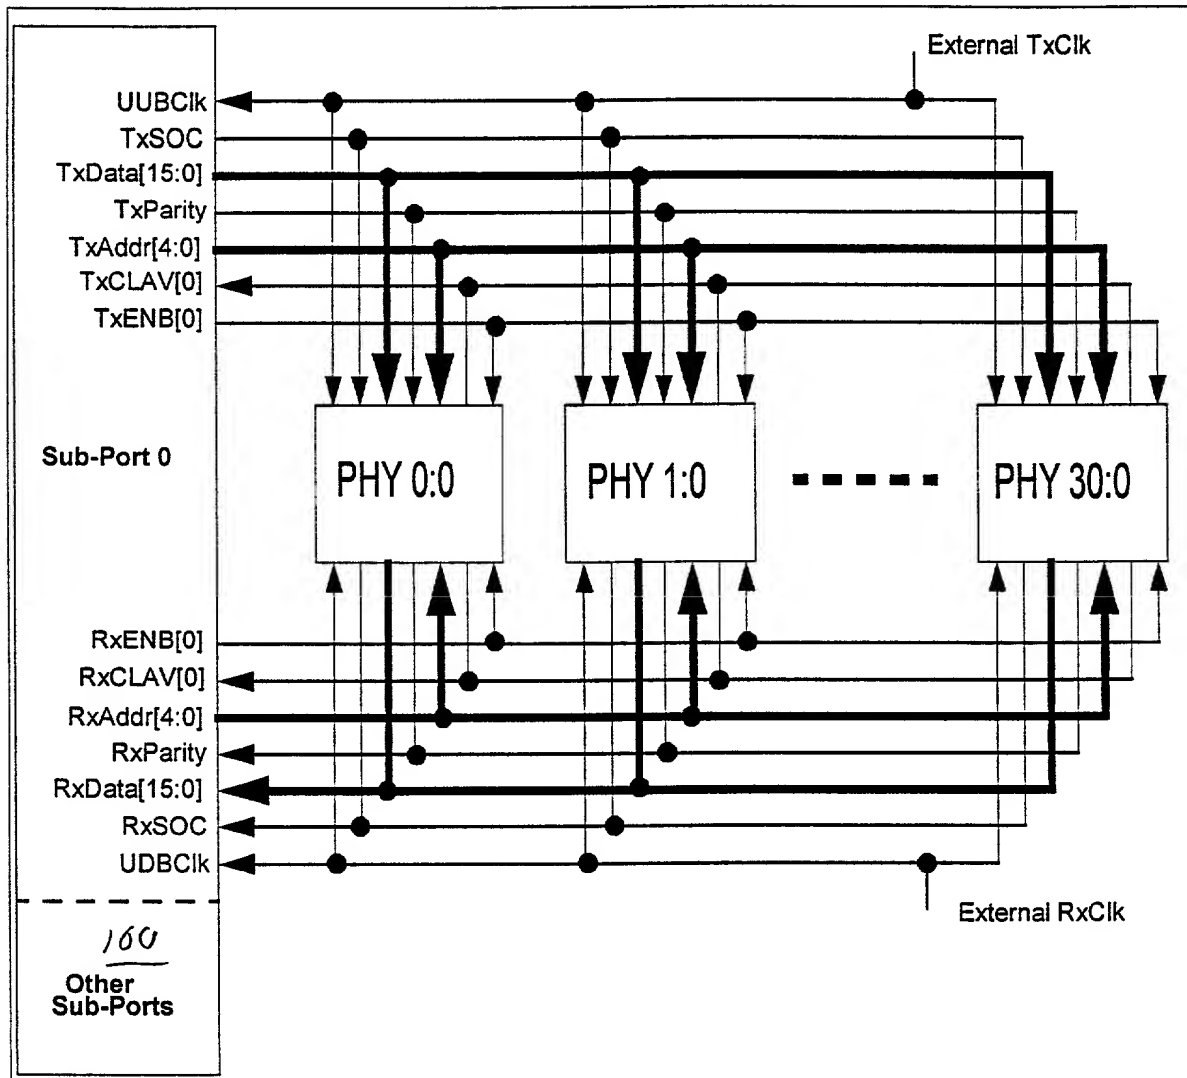 External TxClk
UUBClk
TxSOC
TxData[15:0]
TxParity
TxAddr[4:0]
TxCLAV[0]
TxENB[0]
Sub-Port 0
PHY 0:0
PHY 1:0
PHY 30:0
RxENB[0]
RxCLAV[0]
RxAddr[4:0]
RxParity
RxData[15:0]
RxSOC
UDBClk
External RxClk
160
Other
Sub-Ports